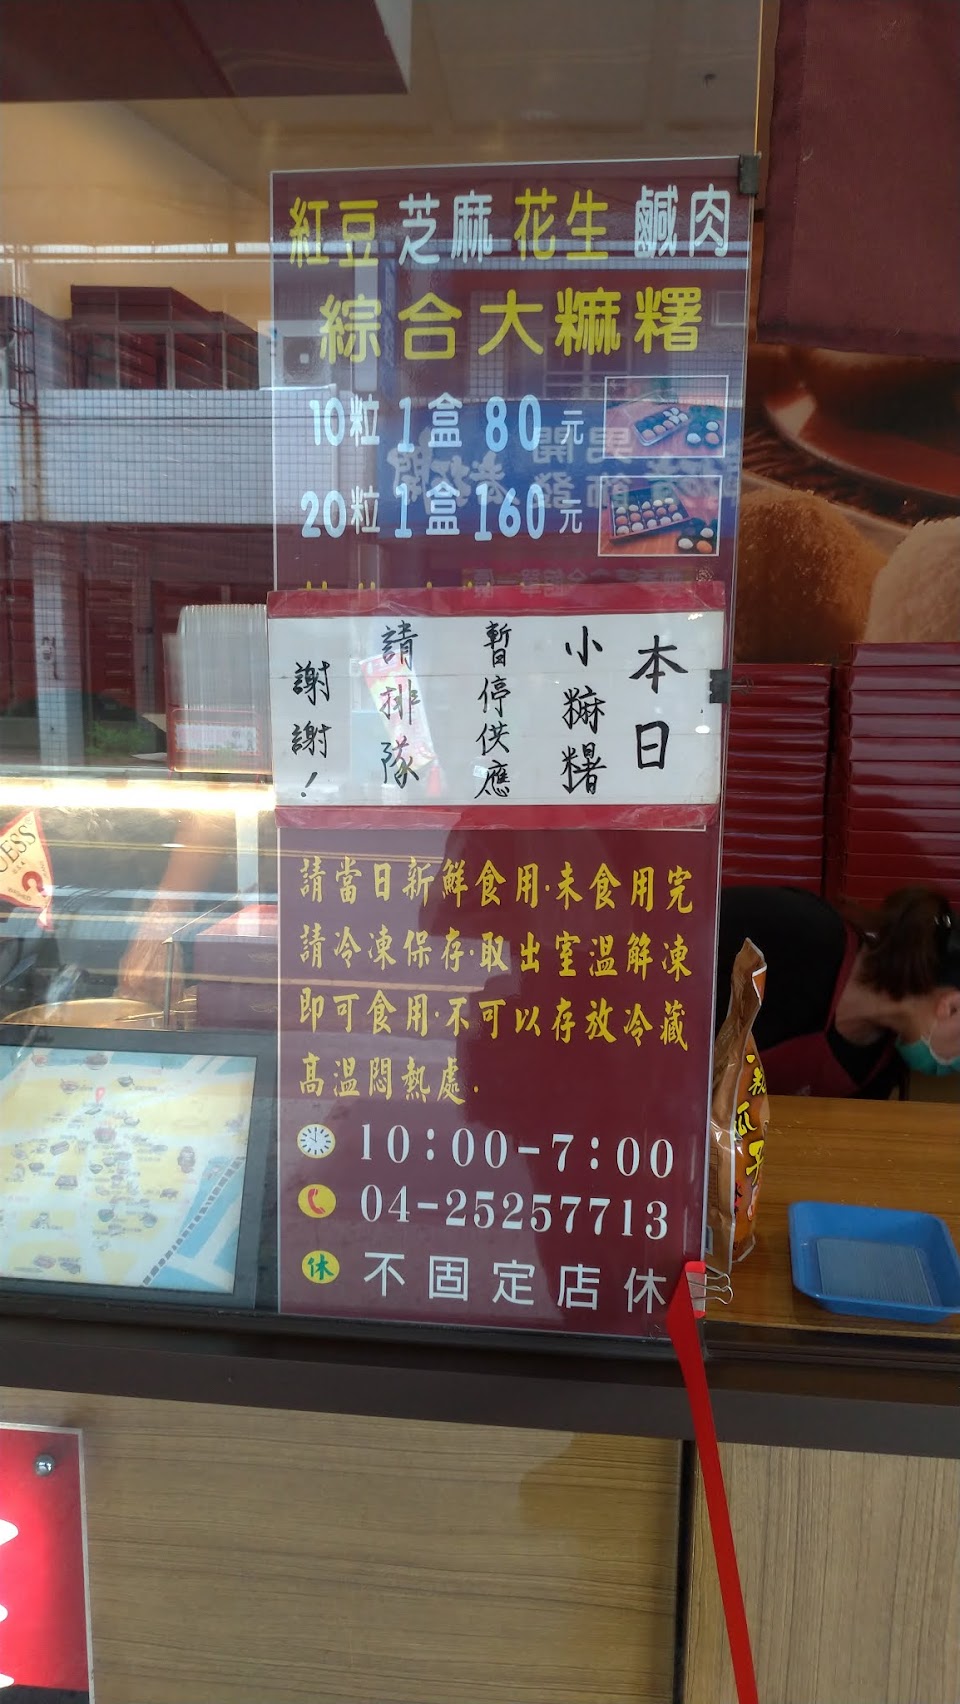 紅豆 芝麻 花生 鹹肉
綜合大麻糬
10粒1盒80元
20粒1盒160元
本日
小麻糬
暫停供應
請排隊
謝謝!
請當日新鮮食用·未食用完
請冷凍保存·取出室溫解凍
即可食用·不可以存放冷藏
高溫悶熱處.
10:00-7:00
04-25257713
休 不固定店休